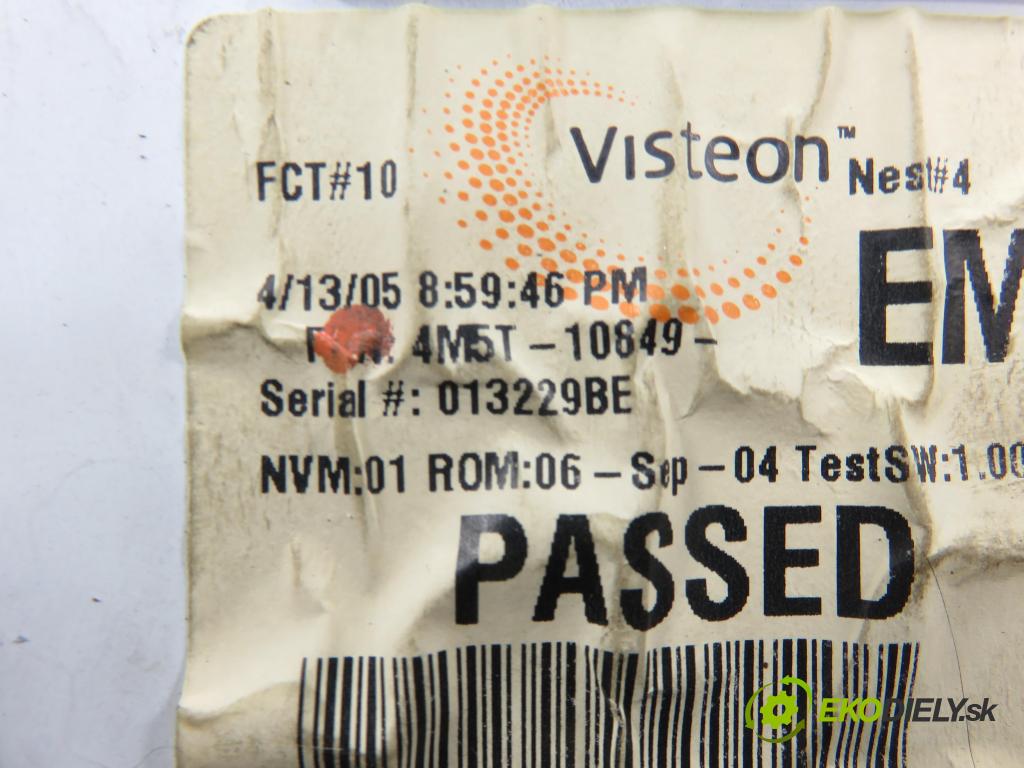 Visteon™
FCT#10 Nest#4
EM
4/13/05 8:59:46 PM
4M5T-10849-
Serial #: 013229BE
NVM:01 ROM:06-Sep-04 TestSW:1.00
PASSED
EKODIELY.sk